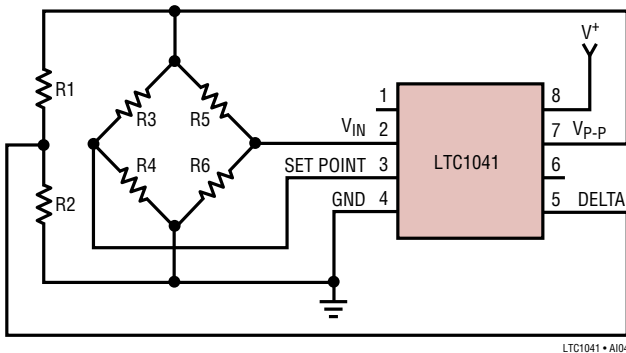 V+
R1
R3
R5
R4
R6
R2
VIN
SET POINT
GND
1
2
3
4
LTC1041
8
7
6
5
VP-P
DELTA
LTC1041 • AI04